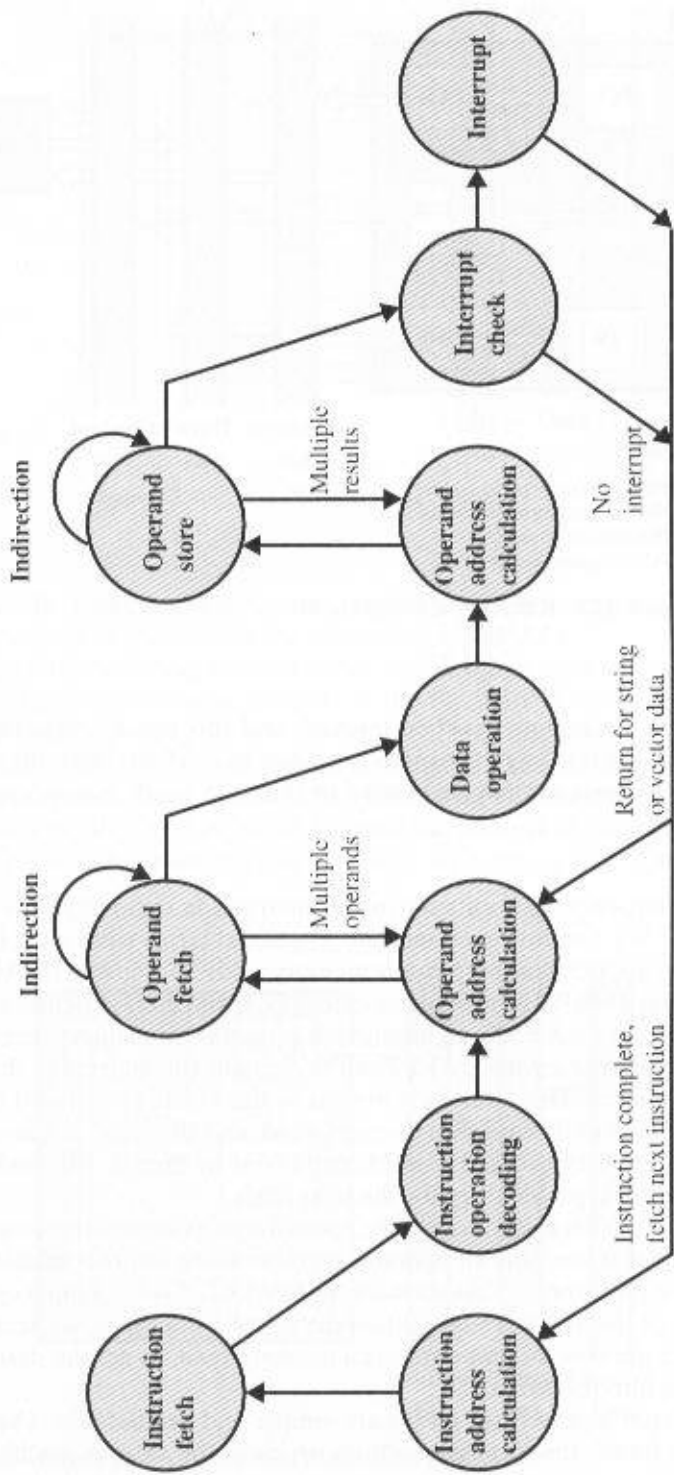 Indirection
Indirection
Instruction
fetch
Operand
fetch
Operand
store
Multiple
operands
Multiple
results
Instruction
address
calculation
Instruction
operation
decoding
Operand
address
calculation
Data
operation
Operand
address
calculation
Interrupt
check
Interrupt
Instruction complete,
fetch next instruction
Return for string
or vector data
No
interrupt